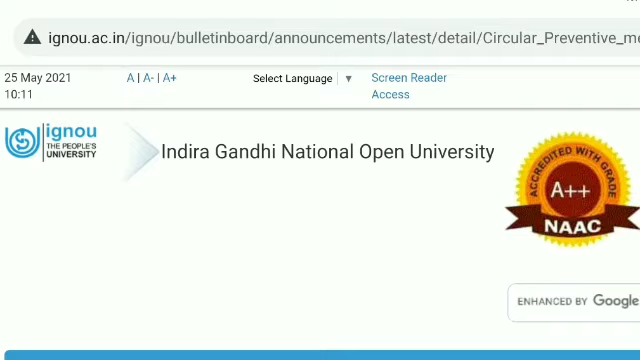 ignou.ac.in/ignou/bulletinboard/announcements/latest/detail/Circular_Preventive_me
25 May 2021
10:11
A | A- | A+
Select Language ▼
Screen Reader
Access
ignou
THE PEOPLE'S
UNIVERSITY
Indira Gandhi National Open University
ACCREDITED WITH GRADE
A++
NAAC
ENHANCED BY Google